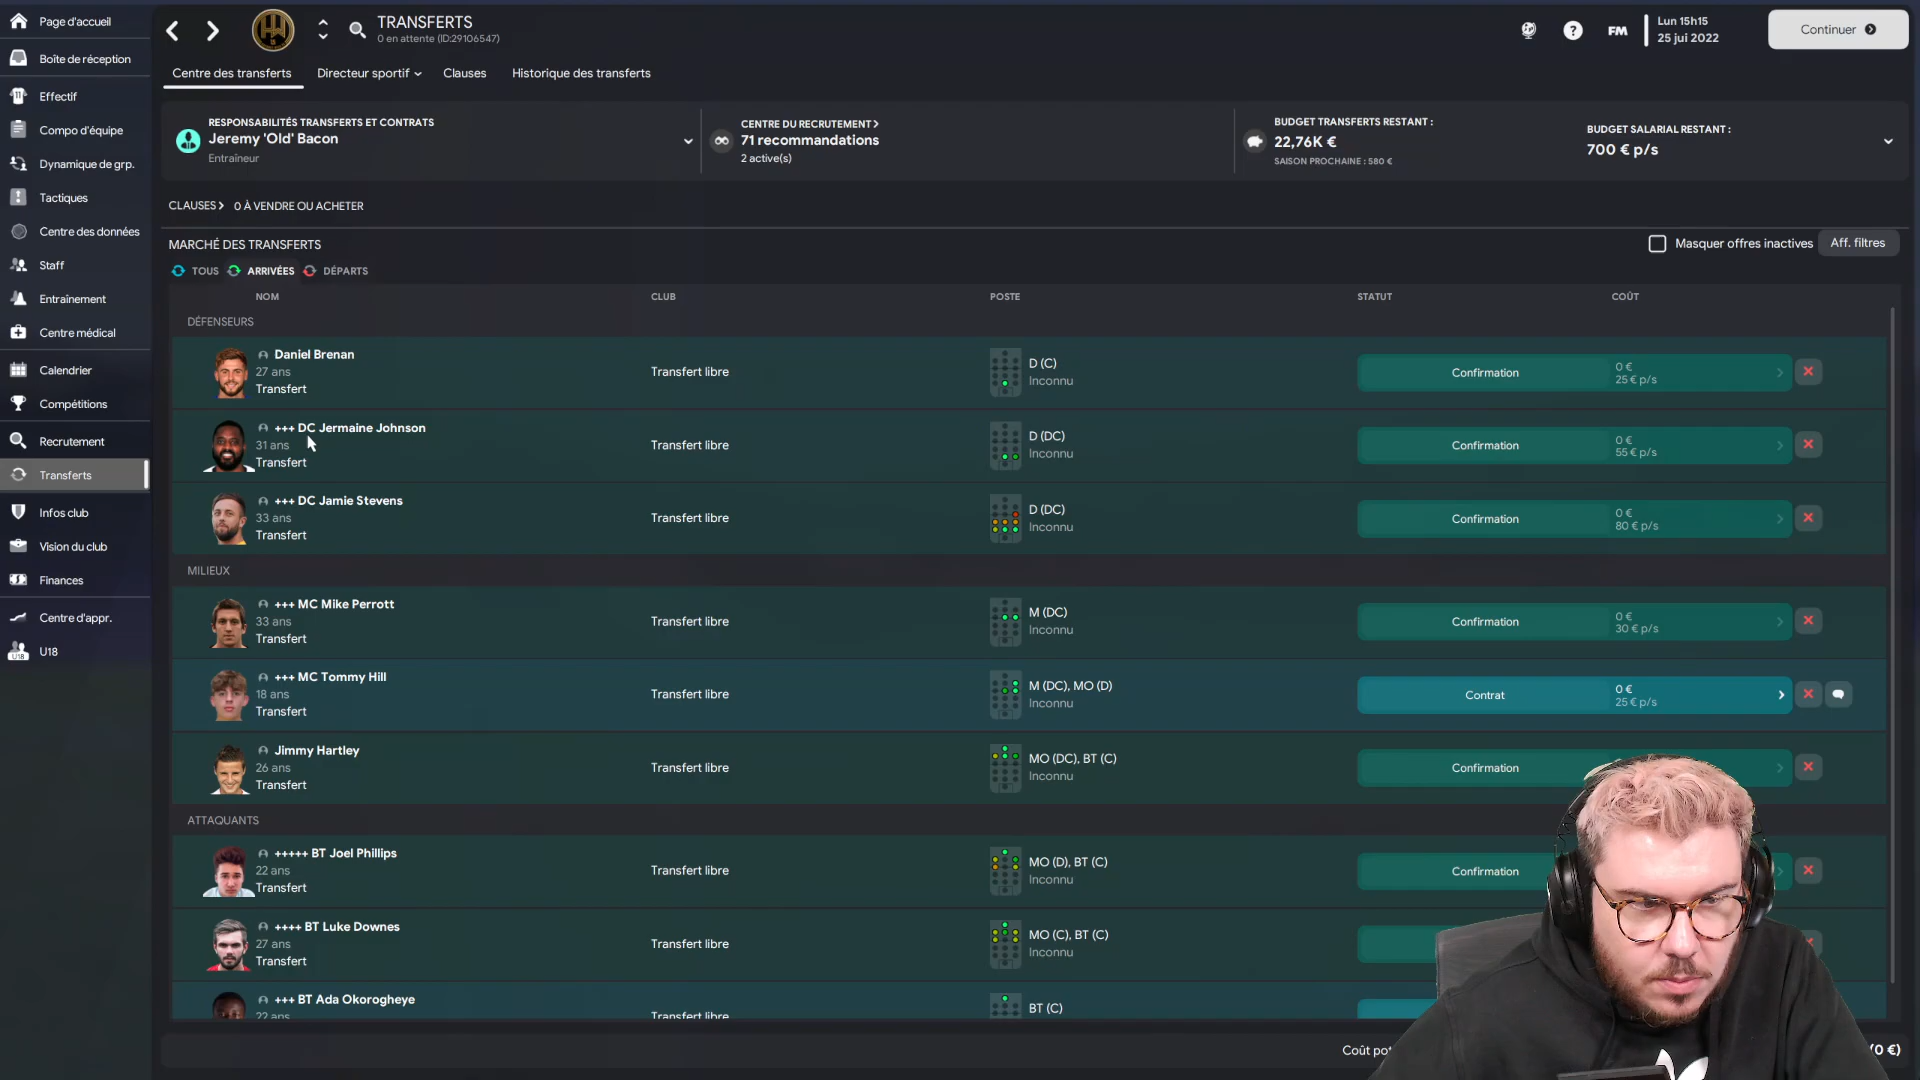 Page d'accueil
Boîte de réception
Effectif
Compo d'équipe
Dynamique de grp.
Tactiques
Centre des données
Staff
Entraînement
Centre médical
Calendrier
Compétitions
Recrutement
Transferts
Infos club
Vision du club
Finances
Centre d'appr.
U18
TRANSFERTS
0 en attente (ID:29106547)
FM
Lun 15h15
25 jui 2022
Continuer
Centre des transferts
Directeur sportif
Clauses
Historique des transferts
RESPONSABILITÉS TRANSFERTS ET CONTRATS
Jeremy 'Old' Bacon
Entraîneur
CENTRE DU RECRUTEMENT
71 recommandations
2 active(s)
BUDGET TRANSFERTS RESTANT :
22,76K €
SAISON PROCHAINE : 580 €
BUDGET SALARIAL RESTANT :
700 € p/s
CLAUSES 0 À VENDRE OU ACHETER
MARCHÉ DES TRANSFERTS
Masquer offres inactives
Aff. filtres
TOUS ARRIVÉES DÉPARTS
NOM CLUB POSTE STATUT COÛT
DÉFENSEURS
Daniel Brenan
27 ans
Transfert
Transfert libre
D (C)
Inconnu
Confirmation
0 €
25 € p/s
+++ DC Jermaine Johnson
31 ans
Transfert
Transfert libre
D (DC)
Inconnu
Confirmation
0 €
55 € p/s
+++ DC Jamie Stevens
33 ans
Transfert
Transfert libre
D (DC)
Inconnu
Confirmation
0 €
80 € p/s
MILIEUX
+++ MC Mike Perrott
33 ans
Transfert
Transfert libre
M (DC)
Inconnu
Confirmation
0 €
30 € p/s
+++ MC Tommy Hill
18 ans
Transfert
Transfert libre
M (DC), MO (D)
Inconnu
Contrat
0 €
25 € p/s
Jimmy Hartley
26 ans
Transfert
Transfert libre
MO (DC), BT (C)
Inconnu
Confirmation
0 €
ATTAQUANTS
+++++ BT Joel Phillips
22 ans
Transfert
Transfert libre
MO (D), BT (C)
Inconnu
Confirmation
++++ BT Luke Downes
27 ans
Transfert
Transfert libre
MO (C), BT (C)
Inconnu
+++ BT Ada Okorogheye
22 ans
Transfert libre
BT (C)
Coût
(0 €)